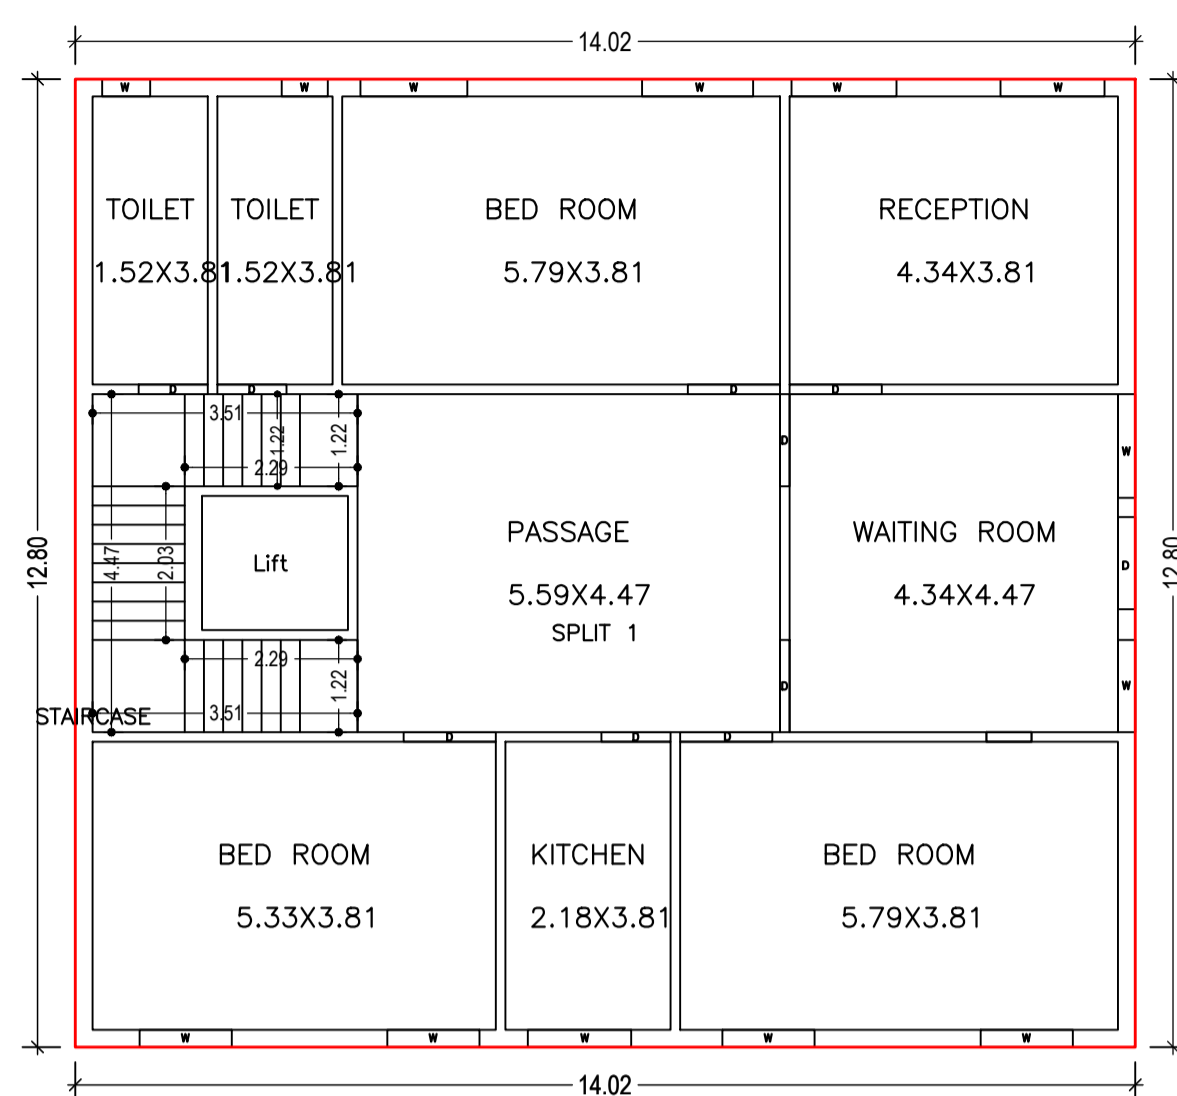 14.02
W W W W W W
TOILET TOILET BED ROOM RECEPTION
1.52X3.81 1.52X3.81 5.79X3.81 4.34X3.81
D D D D
3.51
1.22 1.22
D
W
2.29
PASSAGE WAITING ROOM
12.80
4.47 2.03
Lift
D
12.80
5.59X4.47 4.34X4.47
SPLIT 1
2.29
1.22
D
W
3.51
STAIRCASE
D D D
BED ROOM KITCHEN BED ROOM
5.33X3.81 2.18X3.81 5.79X3.81
W W W W W
14.02